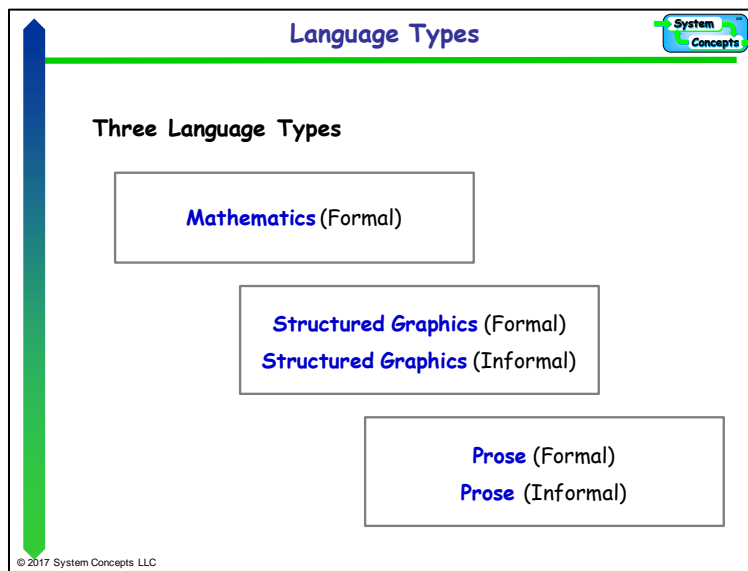 Language Types
System
Concepts
Three Language Types
Mathematics (Formal)
Structured Graphics (Formal)
Structured Graphics (Informal)
Prose (Formal)
Prose (Informal)
© 2017 System Concepts LLC